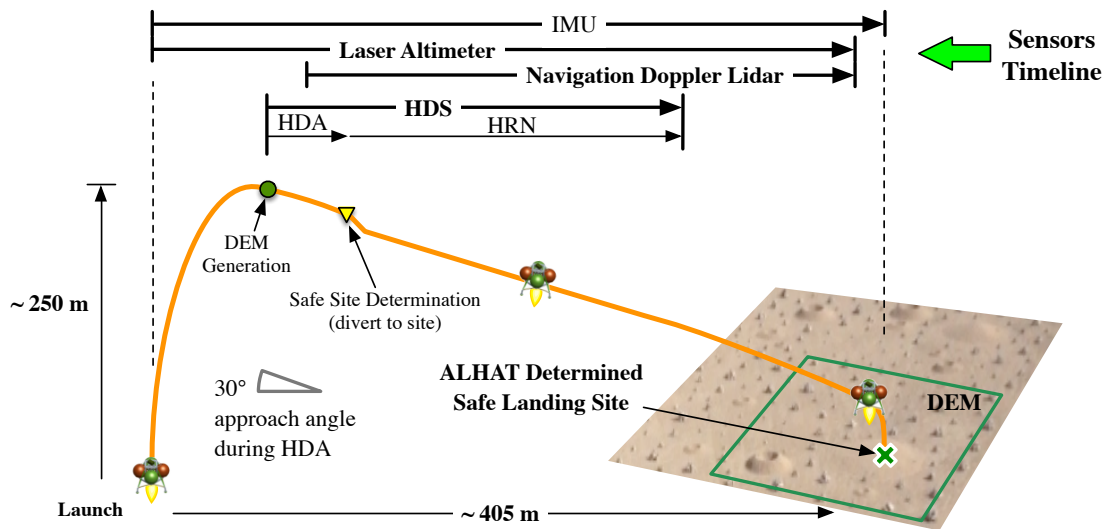 IMU
Laser Altimeter
Navigation Doppler Lidar
HDS
HDA
HRN
Sensors
Timeline
DEM
Generation
Safe Site Determination
(divert to site)
~ 250 m
30°
approach angle
during HDA
ALHAT Determined
Safe Landing Site
DEM
Launch
~ 405 m